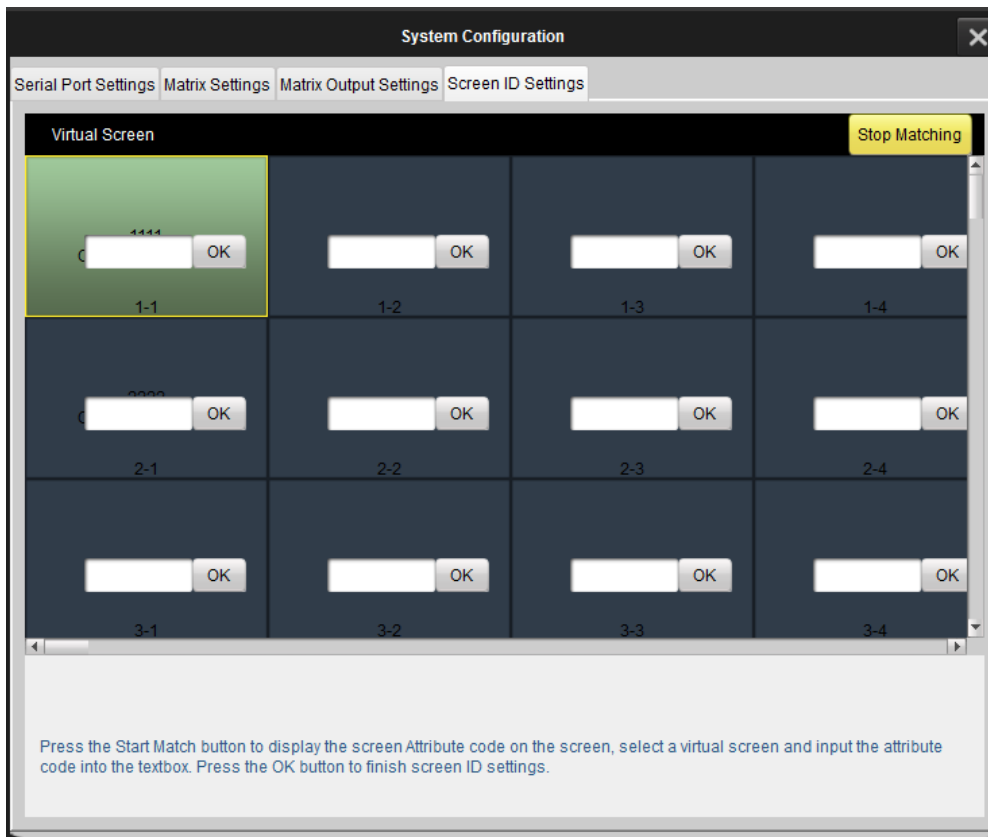 System Configuration
Serial Port Settings Matrix Settings Matrix Output Settings Screen ID Settings
Virtual Screen Stop Matching
OK OK OK OK
1-1 1-2 1-3 1-4
OK OK OK OK
2-1 2-2 2-3 2-4
OK OK OK OK
3-1 3-2 3-3 3-4
Press the Start Match button to display the screen Attribute code on the screen, select a virtual screen and input the attribute
code into the textbox. Press the OK button to finish screen ID settings.